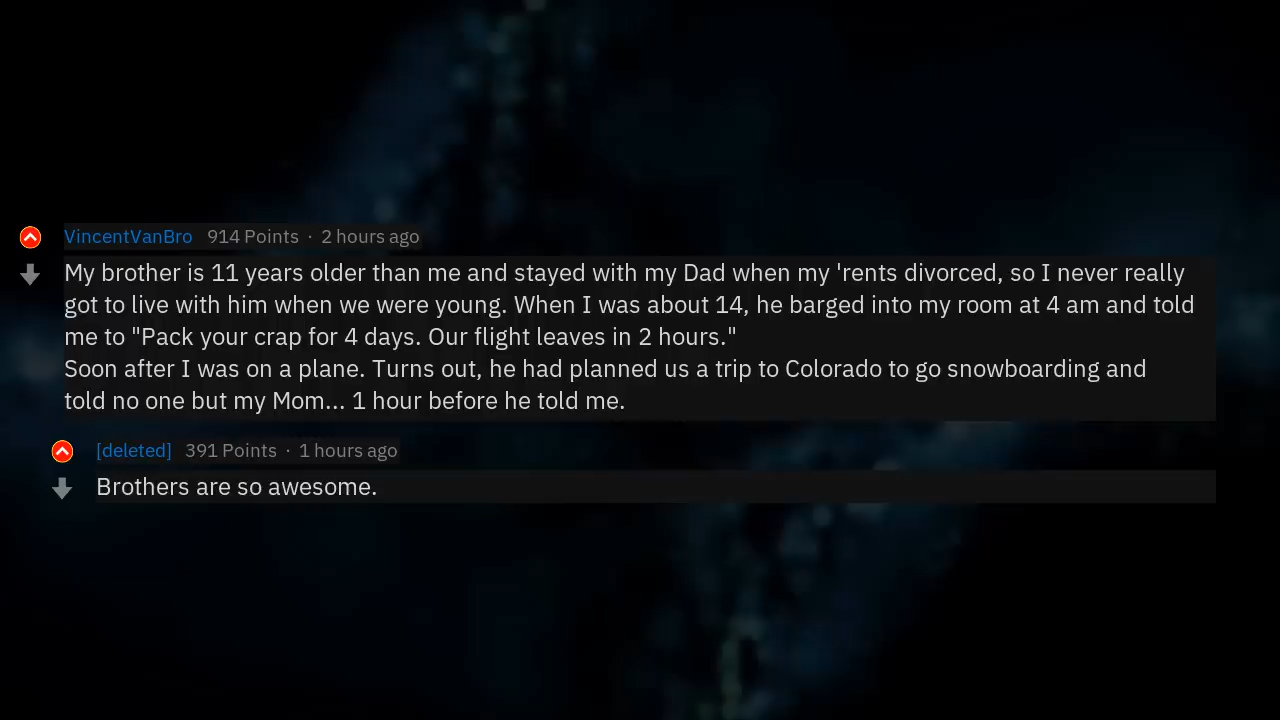 VincentVanBro 914 Points · 2 hours ago
My brother is 11 years older than me and stayed with my Dad when my 'rents divorced, so I never really
got to live with him when we were young. When I was about 14, he barged into my room at 4 am and told
me to "Pack your crap for 4 days. Our flight leaves in 2 hours."
Soon after I was on a plane. Turns out, he had planned us a trip to Colorado to go snowboarding and
told no one but my Mom... 1 hour before he told me.
[deleted] 391 Points · 1 hours ago
Brothers are so awesome.